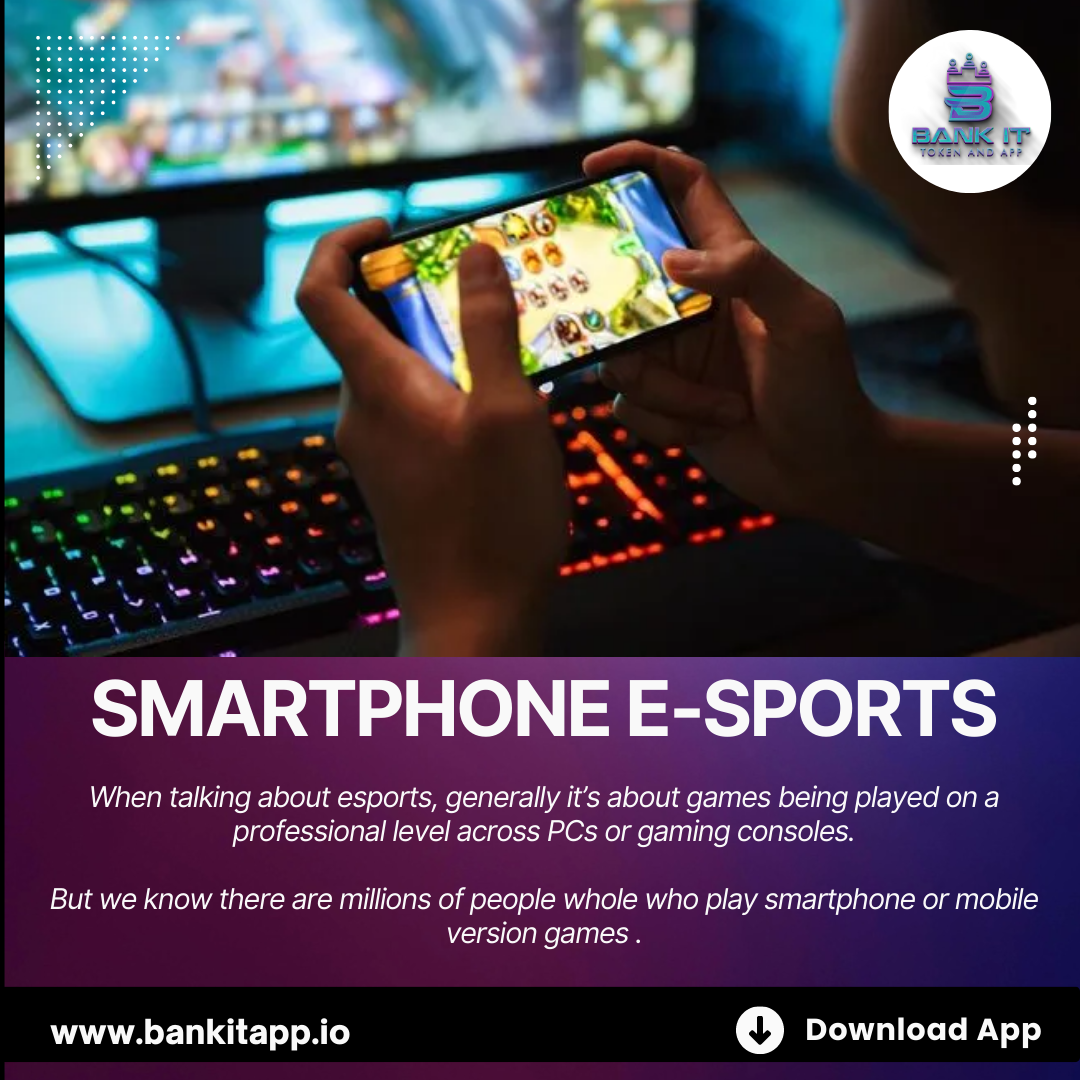 BANK IT
TOKEN AND APP
SMARTPHONE E-SPORTS
When talking about esports, generally it’s about games being played on a
professional level across PCs or gaming consoles.
But we know there are millions of people whole who play smartphone or mobile
version games .
www.bankitapp.io
Download App